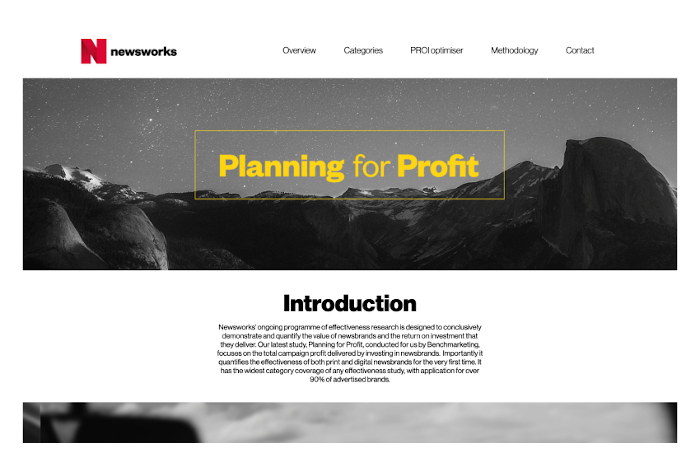 N newsworks
Overview Categories PROI optimiser Methodology Contact
Planning for Profit
Introduction
Newsworks' ongoing programme of effectiveness research is designed to conclusively
demonstrate and quantify the value of newsbrands and the return on investment that
they deliver. Our latest study, Planning for Profit, conducted for us by Benchmarketing,
focuses on the total campaign profit delivered by investing in newsbrands. Importantly it
quantifies the effectiveness of both print and digital newsbrands for the very first time. It
has the widest category coverage of any effectiveness study, with application for over
90% of advertised brands.